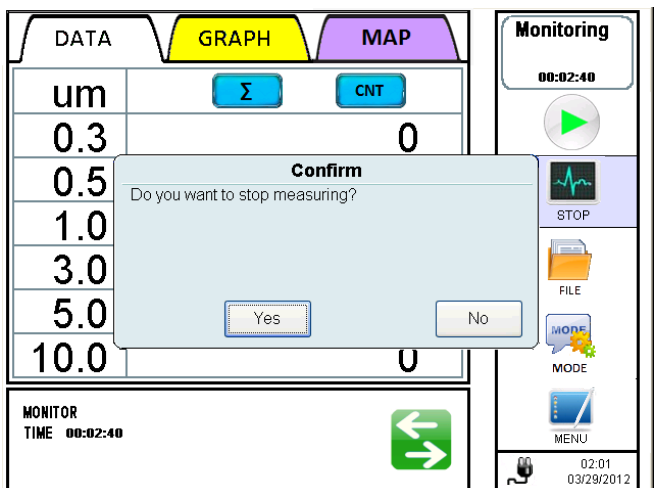 DATA
GRAPH
MAP
Monitoring
00:02:40
um
Σ
CNT
0.3
0
0.5
1.0
3.0
5.0
10.0
0
Confirm
Do you want to stop measuring?
Yes
No
STOP
FILE
MODE
MODE
MENU
MONITOR
TIME 00:02:40
02:01
03/29/2012